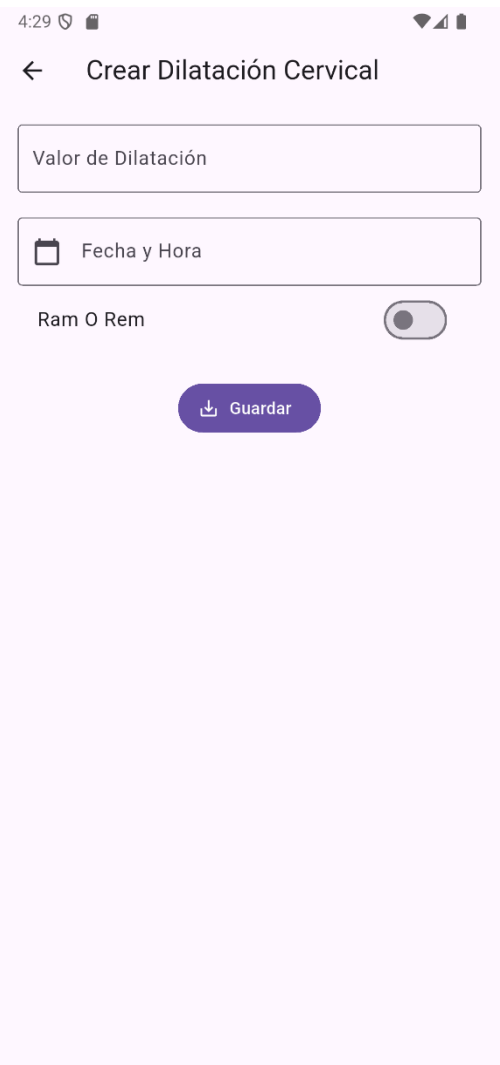 4:29
Crear Dilatación Cervical
Valor de Dilatación
Fecha y Hora
Ram O Rem
Guardar